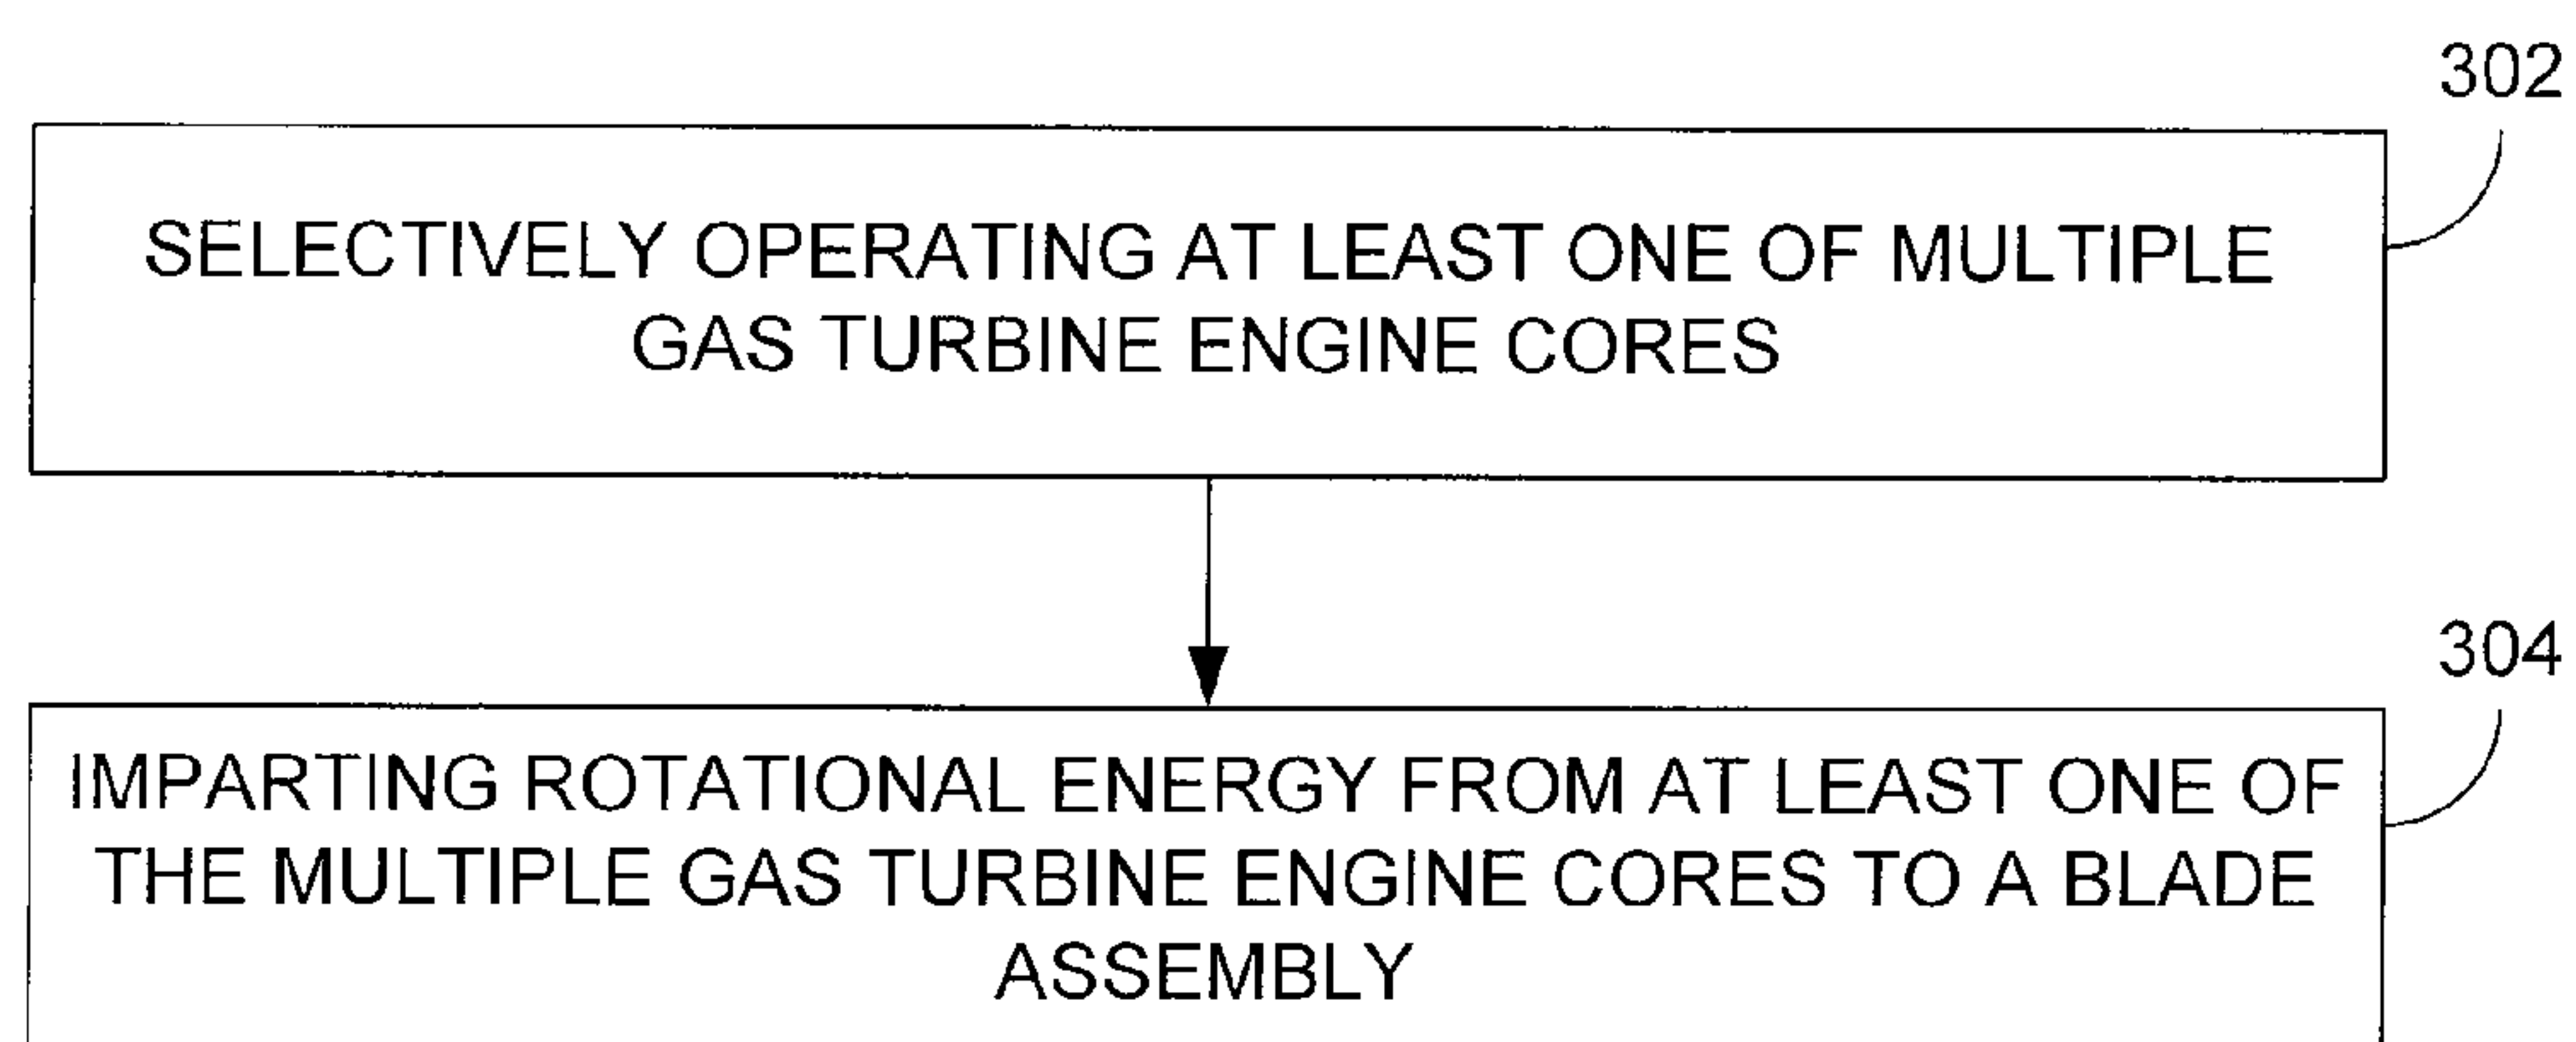 302
SELECTIVELY OPERATING AT LEAST ONE OF MULTIPLE
GAS TURBINE ENGINE CORES
304
IMPARTING ROTATIONAL ENERGY FROM AT LEAST ONE OF
THE MULTIPLE GAS TURBINE ENGINE CORES TO A BLADE
ASSEMBLY